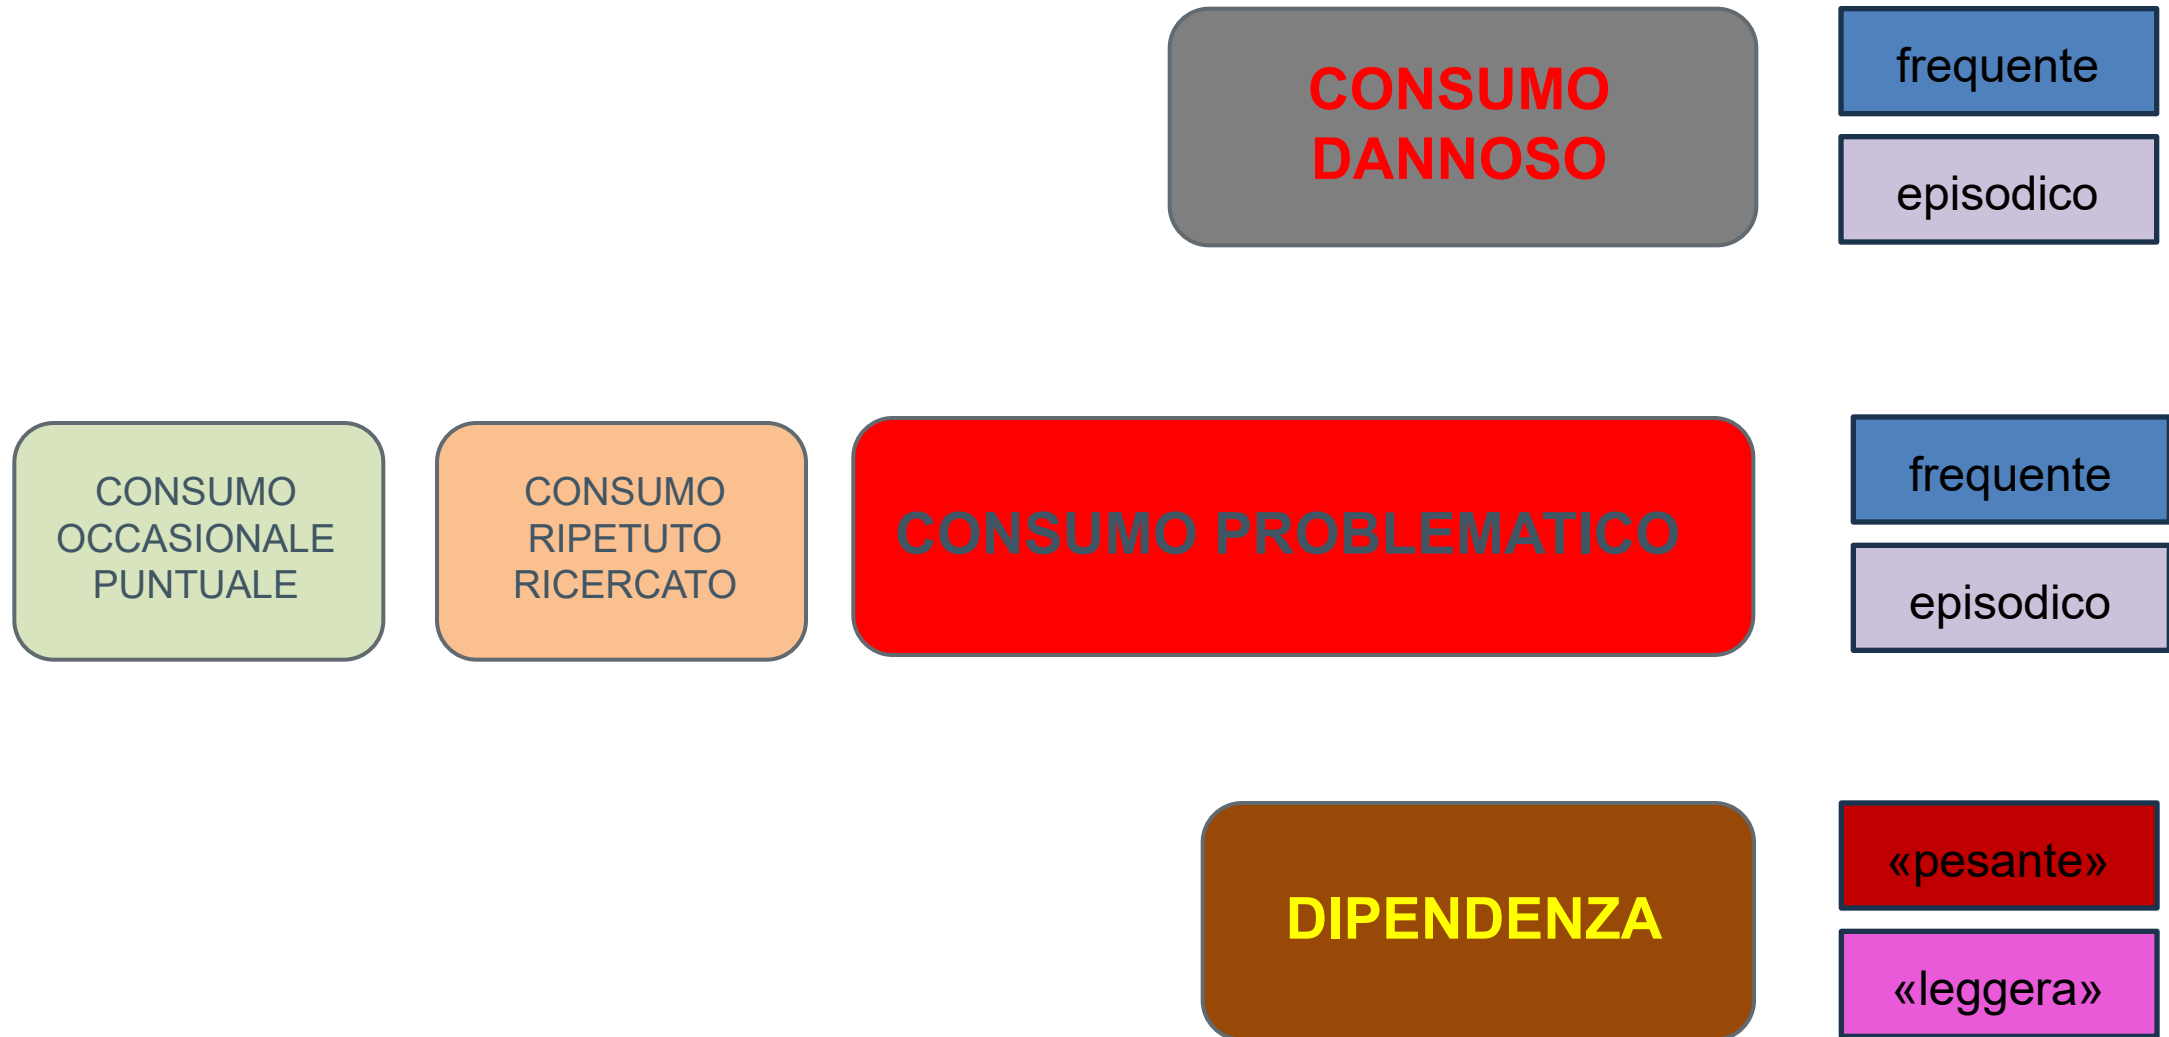 CONSUMO
DANNOSO
frequente
episodico
CONSUMO
OCCASIONALE
PUNTUALE
CONSUMO
RIPETUTO
RICERCATO
CONSUMO PROBLEMATICO
frequente
episodico
DIPENDENZA
«pesante»
«leggera»